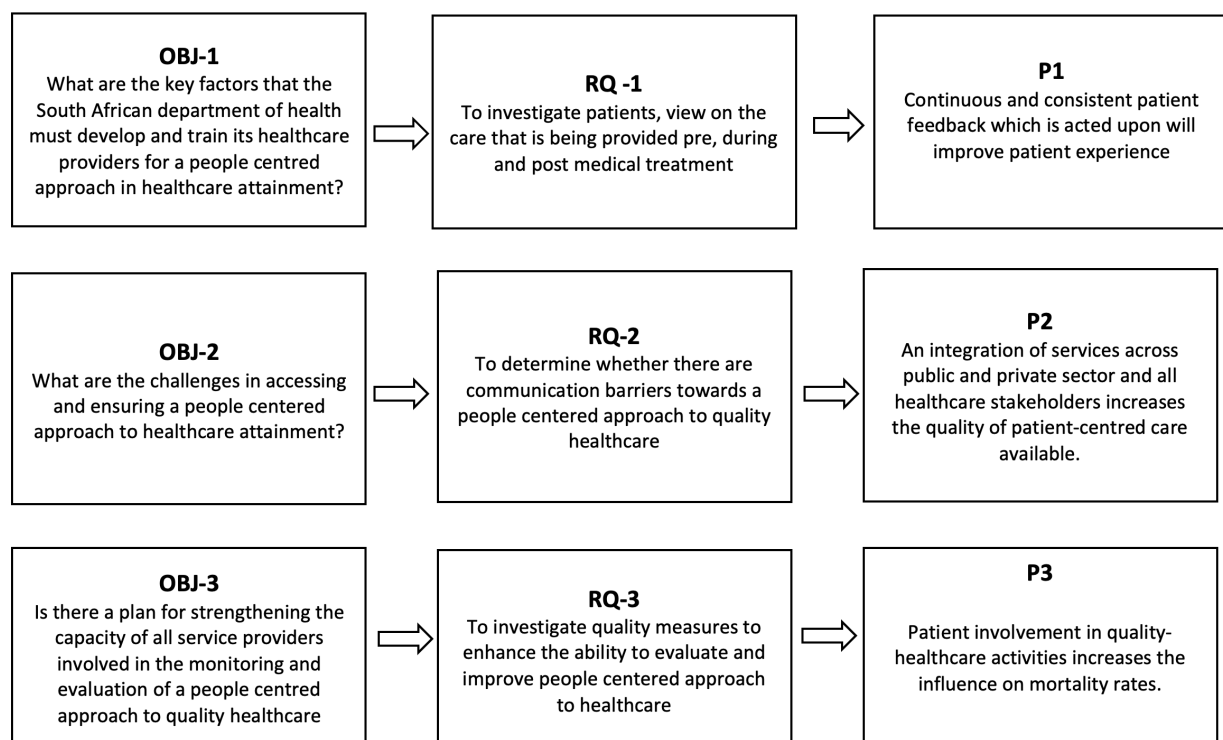 OBJ-1
What are the key factors that the
South African department of health
must develop and train its healthcare
providers for a people centred
approach in healthcare attainment?
RQ -1
To investigate patients, view on the
care that is being provided pre, during
and post medical treatment
P1
Continuous and consistent patient
feedback which is acted upon will
improve patient experience
OBJ-2
What are the challenges in accessing
and ensuring a people centered
approach to healthcare attainment?
RQ-2
To determine whether there are
communication barriers towards a
people centered approach to quality
healthcare
P2
An integration of services across
public and private sector and all
healthcare stakeholders increases
the quality of patient-centred care
available.
OBJ-3
Is there a plan for strengthening the
capacity of all service providers
involved in the monitoring and
evaluation of a people centred
approach to quality healthcare
RQ-3
To investigate quality measures to
enhance the ability to evaluate and
improve people centered approach
to healthcare
P3
Patient involvement in quality-
healthcare activities increases the
influence on mortality rates.